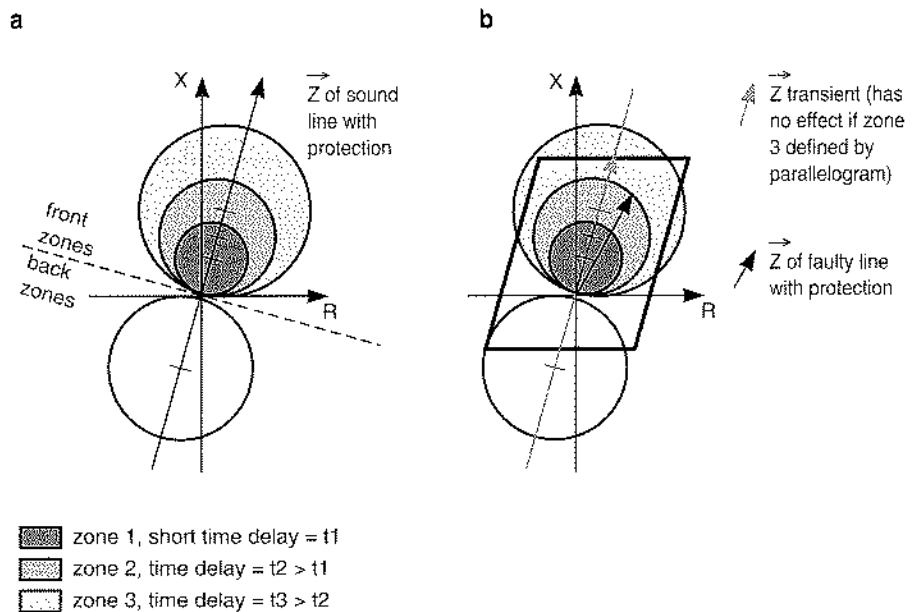 a
X
Z of sound
line with
protection
front
zones
back
zones
R
b
X
Z transient (has
no effect if zone
3 defined by
parallelogram)
Z of faulty line
with protection
R
zone 1, short time delay = t1
zone 2, time delay = t2 > t1
zone 3, time delay = t3 > t2